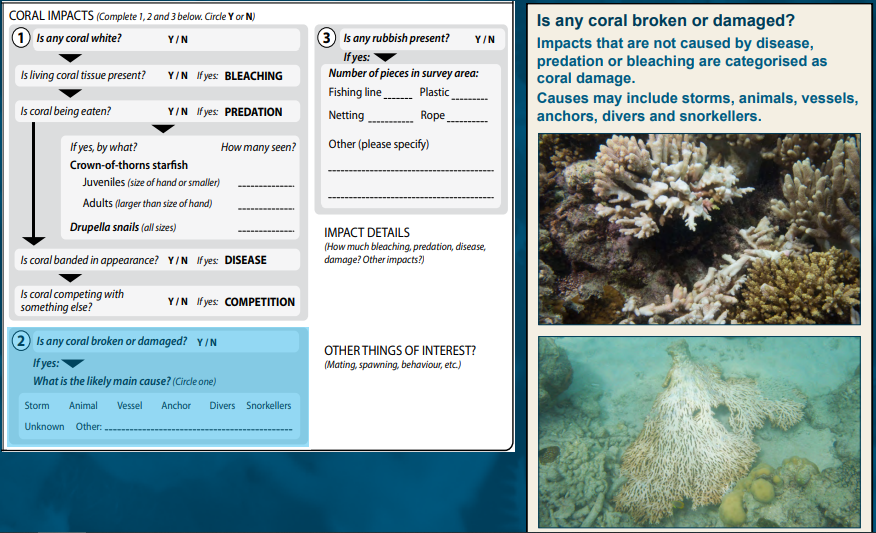 CORAL IMPACTS (Complete 1, 2 and 3 below. Circle Y or N)
1 Is any coral white? Y / N
Is living coral tissue present? Y / N If yes: BLEACHING
Is coral being eaten? Y / N If yes: PREDATION
If yes, by what? How many seen?
Crown-of-thorns starfish
Juveniles (size of hand or smaller)
Adults (larger than size of hand)
Drupella snails (all sizes)
Is coral banded in appearance? Y / N If yes: DISEASE
Is coral competing with
something else? Y / N If yes: COMPETITION
2 Is any coral broken or damaged? Y / N
If yes:
What is the likely main cause? (Circle one)
Storm Animal Vessel Anchor Divers Snorkellers
Unknown Other:
3 Is any rubbish present? Y / N
If yes:
Number of pieces in survey area:
Fishing line Plastic
Netting Rope
Other (please specify)
IMPACT DETAILS
(How much bleaching, predation, disease,
damage? Other impacts?)
OTHER THINGS OF INTEREST?
(Mating, spawning, behaviour, etc.)
Is any coral broken or damaged?
Impacts that are not caused by disease,
predation or bleaching are categorised as
coral damage.
Causes may include storms, animals, vessels,
anchors, divers and snorkellers.